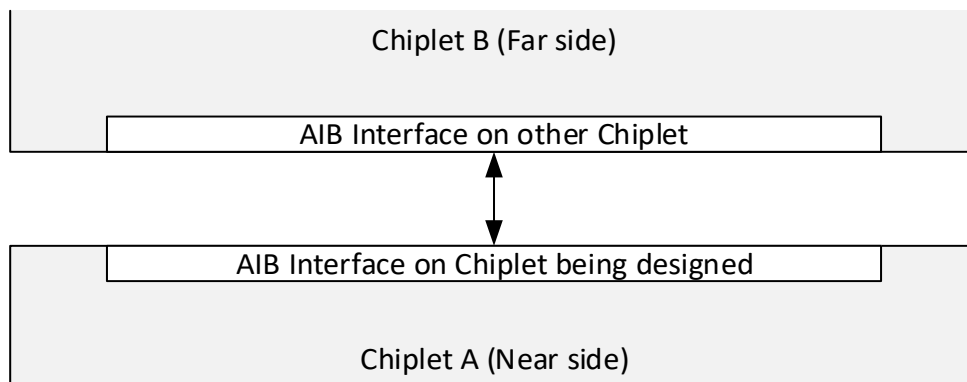 Chiplet B (Far side)
AIB Interface on other Chiplet
AIB Interface on Chiplet being designed
Chiplet A (Near side)